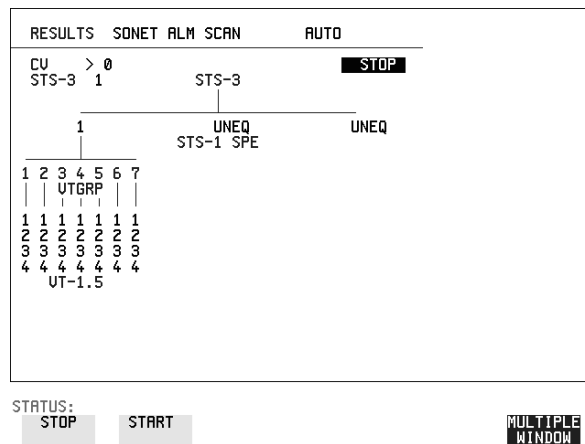 RESULTS SONET ALM SCAN AUTO
CV > 0 STOP
STS-3 1 STS-3
1 UNEQ UNEQ
STS-1 SPE
1 2 3 4 5 6 7
VTGRP
1 1 1 1 1 1 1
2 2 2 2 2 2 2
3 3 3 3 3 3 3
4 4 4 4 4 4 4
VT-1.5
STATUS:
STOP START MULTIPLE
WINDOW